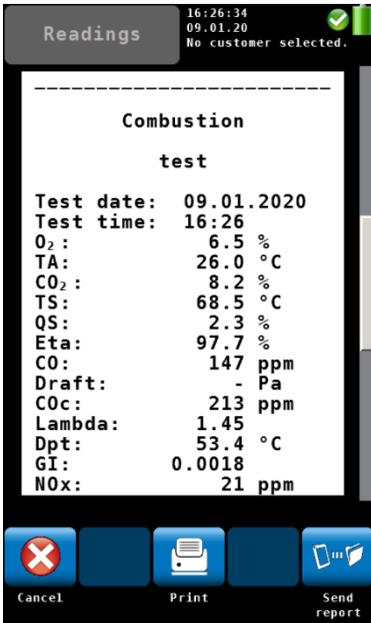 Readings
16:26:34
09.01.20
No customer selected.
------------------------
Combustion
test
Test date: 09.01.2020
Test time: 16:26
O₂: 6.5 %
TA: 26.0 °C
CO₂: 8.2 %
TS: 68.5 °C
QS: 2.3 %
Eta: 97.7 %
CO: 147 ppm
Draft: - Pa
COc: 213 ppm
Lambda: 1.45
Dpt: 53.4 °C
GI: 0.0018
NOx: 21 ppm
Cancel
Print
Send
report